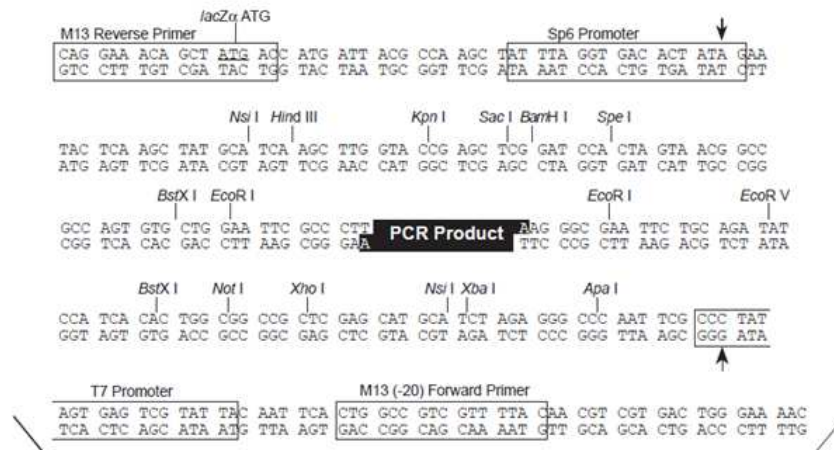 lacZα ATG
M13 Reverse Primer Sp6 Promoter
CAG GAA ACA GCT ATG ACC ATG ATT ACG CCA AGC TAT TTA GGT GAC ACT ATA GAA
GTC CTT TGT CGA TAC TGG TAC TAA TGC GGT TCG ATA AAT CCA CTG TGA TAT CTT
Nsi I Hind III Kpn I Sac I BamH I Spe I
TAC TCA AGC TAT GCA TCA AGC TTG GTA CCG AGC TCG GAT CCA CTA GTA ACG GCC
ATG AGT TCG ATA CGT AGT TCG AAC CAT GGC TCG AGC CTA GGT GAT CAT TGC CGG
BstX I EcoR I EcoR I EcoR V
GCC AGT GTG CTG GAA TTC GCC CTT PCR Product AAG GGC GAA TTC TGC AGA TAT
CGG TCA CAC GAC CTT AAG CGG GAA TTC CCG CTT AAG ACG TCT ATA
BstX I Not I Xho I Nsi I Xba I Apa I
CCA TCA CAC TGG CGG CCG CTC GAG CAT GCA TCT AGA GGG CCC AAT TCG CCC TAT
GGT AGT GTG ACC GCC GGC GAG CTC GTA CGT AGA TCT CCC GGG TTA AGC GGG ATA
T7 Promoter M13 (-20) Forward Primer
AGT GAG TCG TAT TAC AAT TCA CTG GCC GTC GTT TTA CAA CGT CGT GAC TGG GAA AAC
TCA CTC AGC ATA ATG TTA AGT GAC CGG CAG CAA AAT GTT GCA GCA CTG ACC CTT TTG